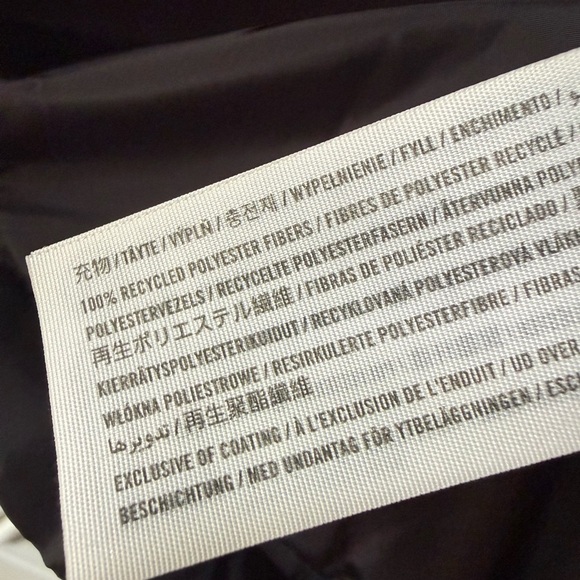 充物 / TÄYTE / VÝPLŇ / 충전재 / WYPEŁNIENIE / FYLL / ENCHIMENTO /
100% RECYCLED POLYESTER FIBERS / FIBRES DE POLYESTER RECYCLÉ /
POLYESTERVEZELS / RECYCELTE POLYESTERFASERN / ÅTERVUNNA
再生ポリエステル繊維 / FIBRAS DE POLIÉSTER RECICLADO /
KIERRÄTYSPOLYESTERIKUIDUT / RECYKLOVANÁ POLYESTEROVÁ
WŁÓKNA POLIESTROWE / RESIRKULERTE POLYESTERFIBRE / FIBRAS
تدويرها / 再生聚酯纖維
EXCLUSIVE OF COATING / À L'EXCLUSION DE L'ENDUIT / UD OVER
BESCHICHTUNG / MED UNDANTAG FÖR YTBELÄGGNINGEN /